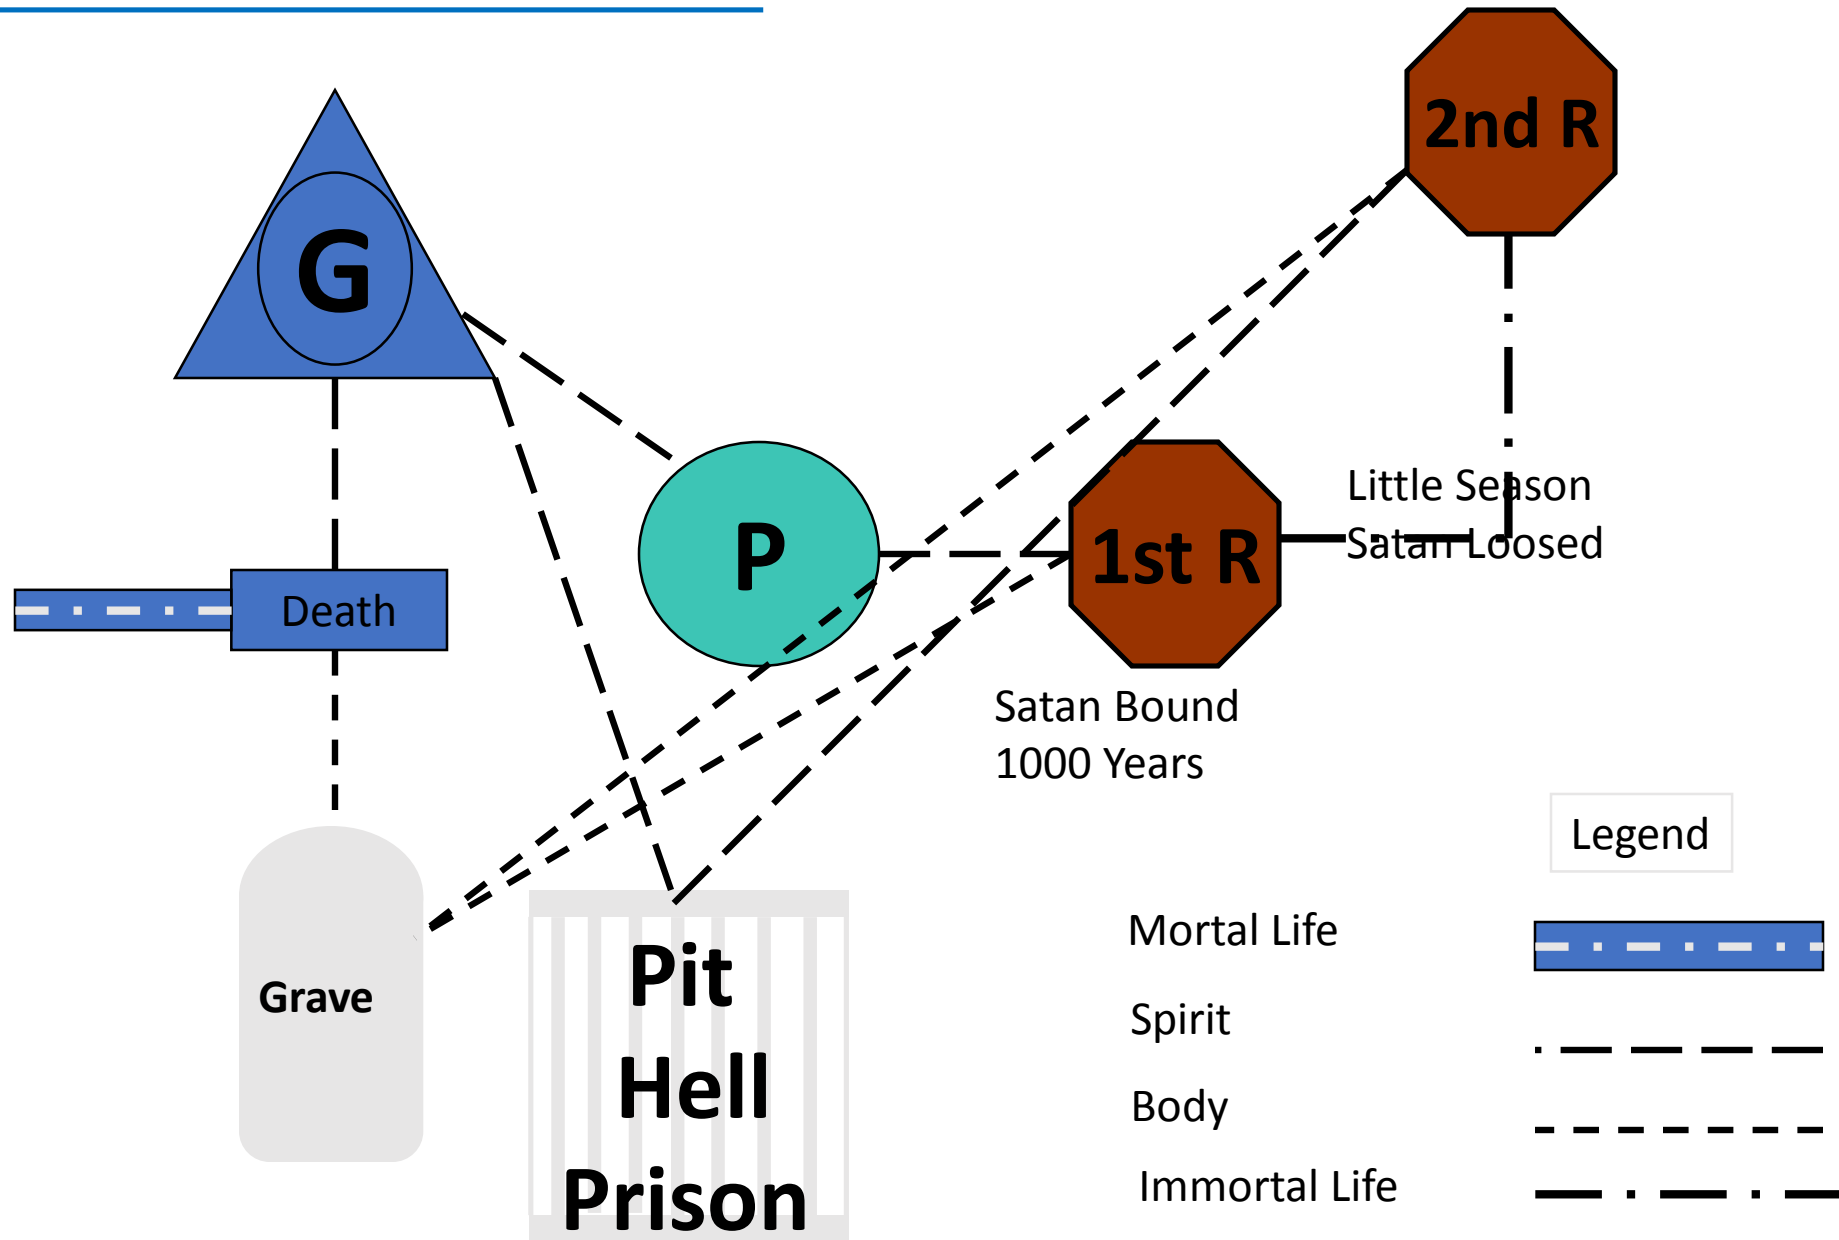 2nd R
G
Little Season
Satan Loosed
P
1st R
Death
Satan Bound
1000 Years
Legend
Grave
Pit
Hell
Prison
Mortal Life
Spirit
Body
Immortal Life